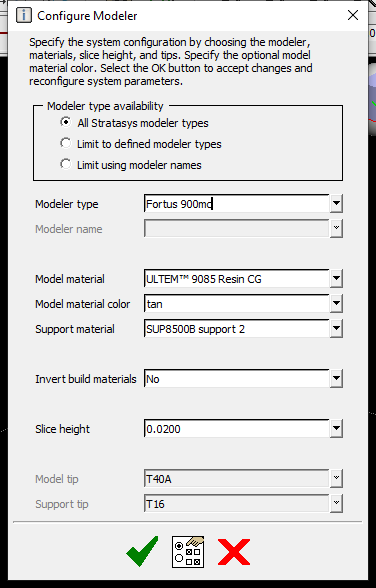 Configure Modeler
Specify the system configuration by choosing the modeler,
materials, slice height, and tips. Specify the optional model
material color. Select the OK button to accept changes and
reconfigure system parameters.
Modeler type availability
All Stratasys modeler types
Limit to defined modeler types
Limit using modeler names
Modeler type Fortus 900mc
Modeler name
Model material ULTEM™ 9085 Resin CG
Model material color tan
Support material SUP8500B support 2
Invert build materials No
Slice height 0.0200
Model tip T40A
Support tip T16